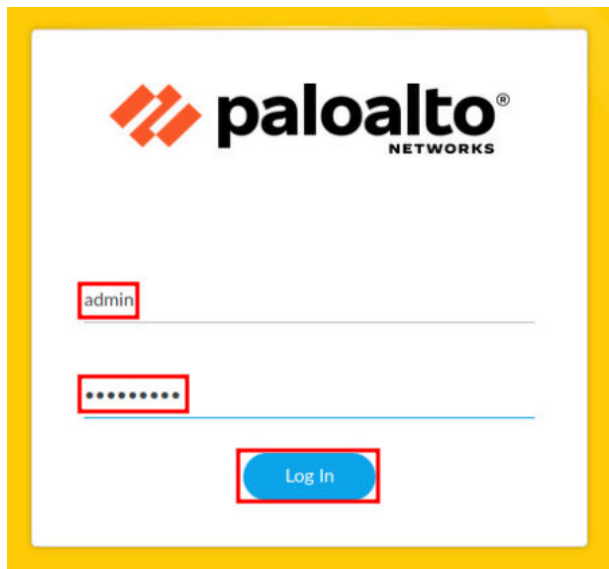 paloalto®
NETWORKS
admin
•••••••••
Log In